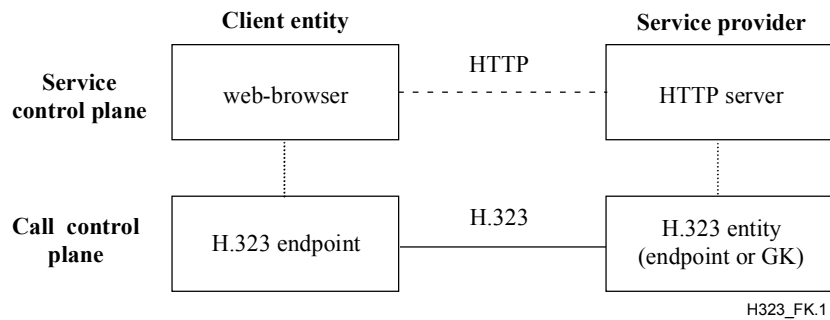 Client entity
Service provider
Service
control plane
web-browser
HTTP
HTTP server
Call control
plane
H.323 endpoint
H.323
H.323 entity
(endpoint or GK)
H323_FK.1